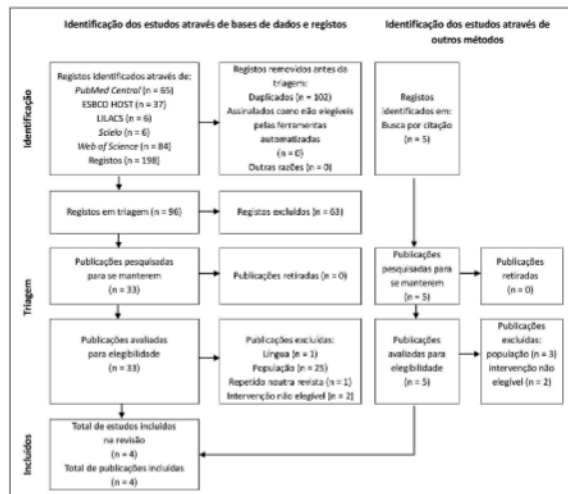 Identificação dos estudos através de bases de dados e registos
Identificação dos estudos através de
outros métodos
Identificação
Registos identificados através de:
PubMed Central (n = 65)
ESBCO HOST (n = 37)
LILACS (n = 6)
Scielo (n = 6)
Web of Science (n = 84)
Registos (n = 198)
Registos removidos antes da
triagem:
Duplicados (n = 102)
Assinalados como não elegíveis
pelas ferramentas
automatizadas
(n = 0)
Outras razões (n = 0)
Registos
identificados em:
Busca por citação
(n = 5)
Triagem
Registos em triagem (n = 96)
Registos excluídos (n = 63)
Publicações pesquisadas
para se manterem
(n = 33)
Publicações retiradas (n = 0)
Publicações
pesquisadas para
se manterem
(n = 5)
Publicações
retiradas
(n = 0)
Publicações avaliadas
para elegibilidade
(n = 33)
Publicações excluídas:
Língua (n = 1)
População (n = 25)
Repetido noutra revista (n = 1)
Intervenção não elegível (n = 2)
Publicações
avaliadas para
elegibilidade
(n = 5)
Publicações
excluídas:
população (n = 3)
intervenção não
elegível (n = 2)
Incluídos
Total de estudos incluídos
na revisão
(n = 4)
Total de publicações incluídas
(n = 4)